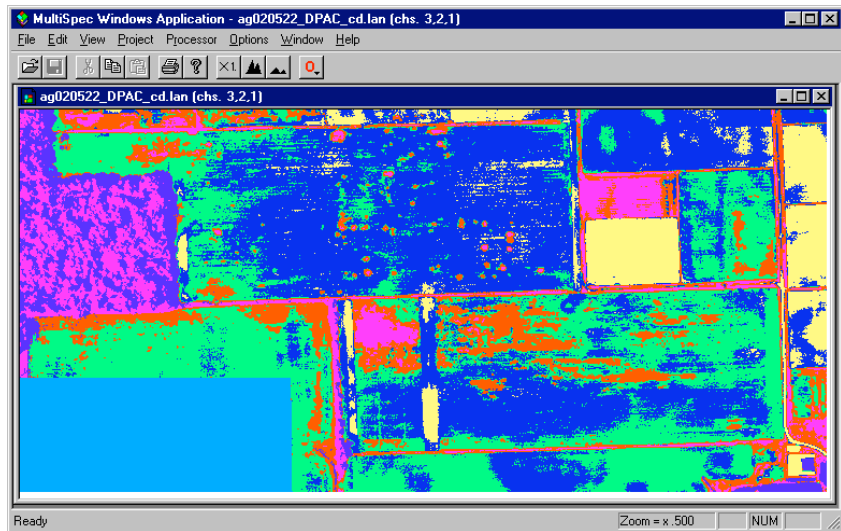 MultiSpec Windows Application - ag020522_DPAC_cd.lan (chs. 3,2,1)
File Edit View Project Processor Options Window Help
×1 O
ag020522_DPAC_cd.lan (chs. 3,2,1)
Ready Zoom = x .500 NUM